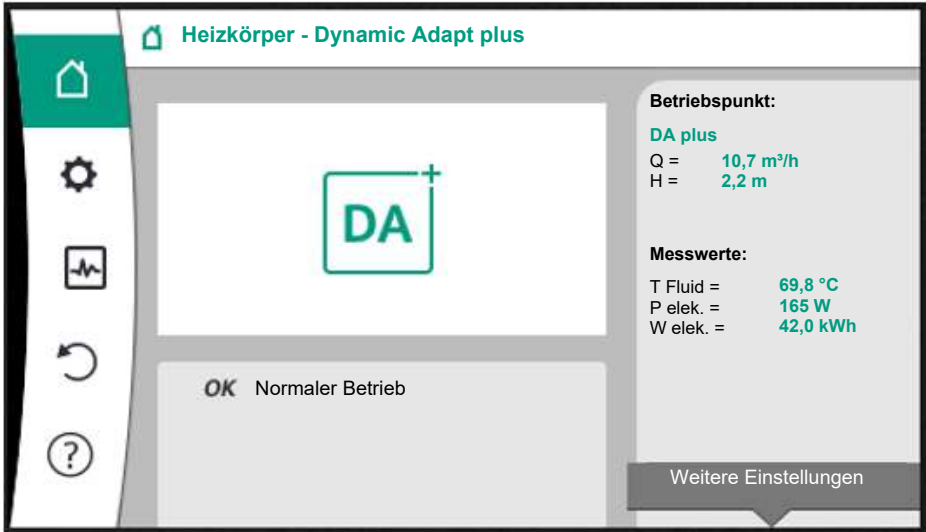 Heizkörper - Dynamic Adapt plus
DA+
OK Normaler Betrieb
Betriebspunkt:
DA plus
Q = 10,7 m³/h
H = 2,2 m
Messwerte:
T Fluid = 69,8 °C
P elek. = 165 W
W elek. = 42,0 kWh
Weitere Einstellungen
?